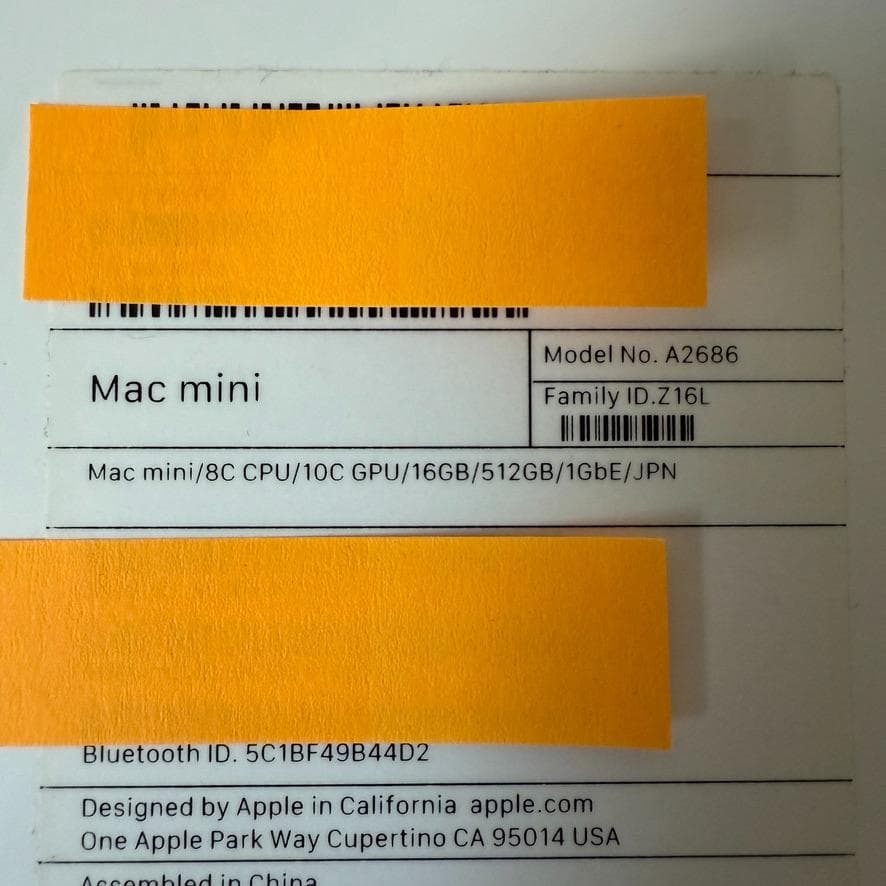 Mac mini
Model No. A2686
Family ID.Z16L
Mac mini/8C CPU/10C GPU/16GB/512GB/1GbE/JPN
Bluetooth ID. 5C1BF49B44D2
Designed by Apple in California apple.com
One Apple Park Way Cupertino CA 95014 USA
Assembled in China